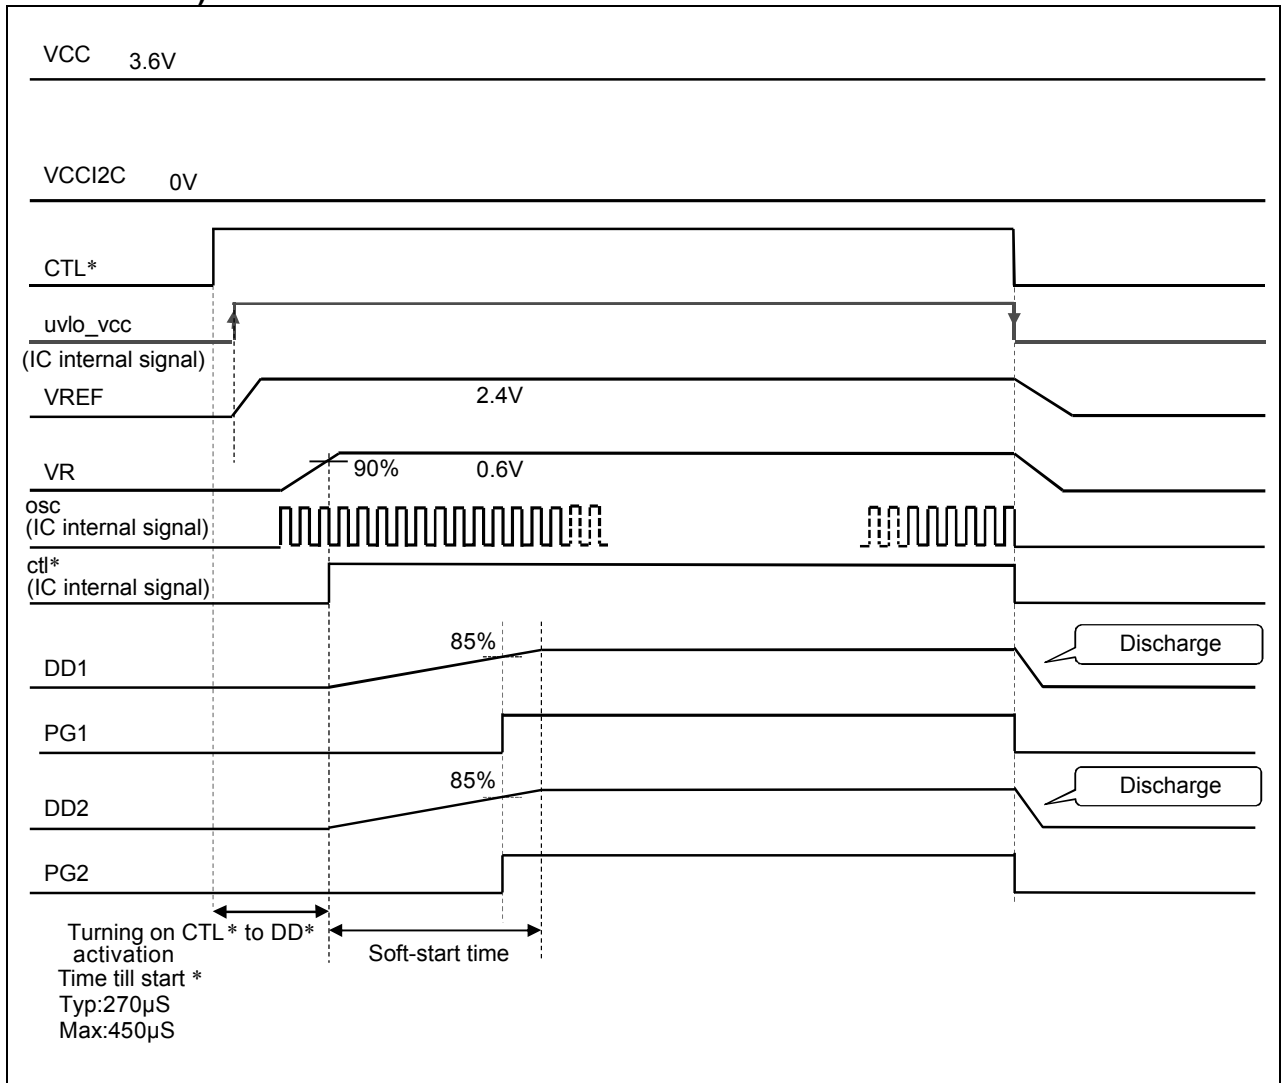 VCC 3.6V
VCCI2C 0V
CTL*
uvlo_vcc
(IC internal signal)
VREF 2.4V
VR 90% 0.6V
osc
(IC internal signal)
ctl*
(IC internal signal)
85%
DD1 Discharge
PG1
85%
DD2 Discharge
PG2
Turning on CTL* to DD*
activation
Soft-start time
Time till start *
Typ:270µS
Max:450µS